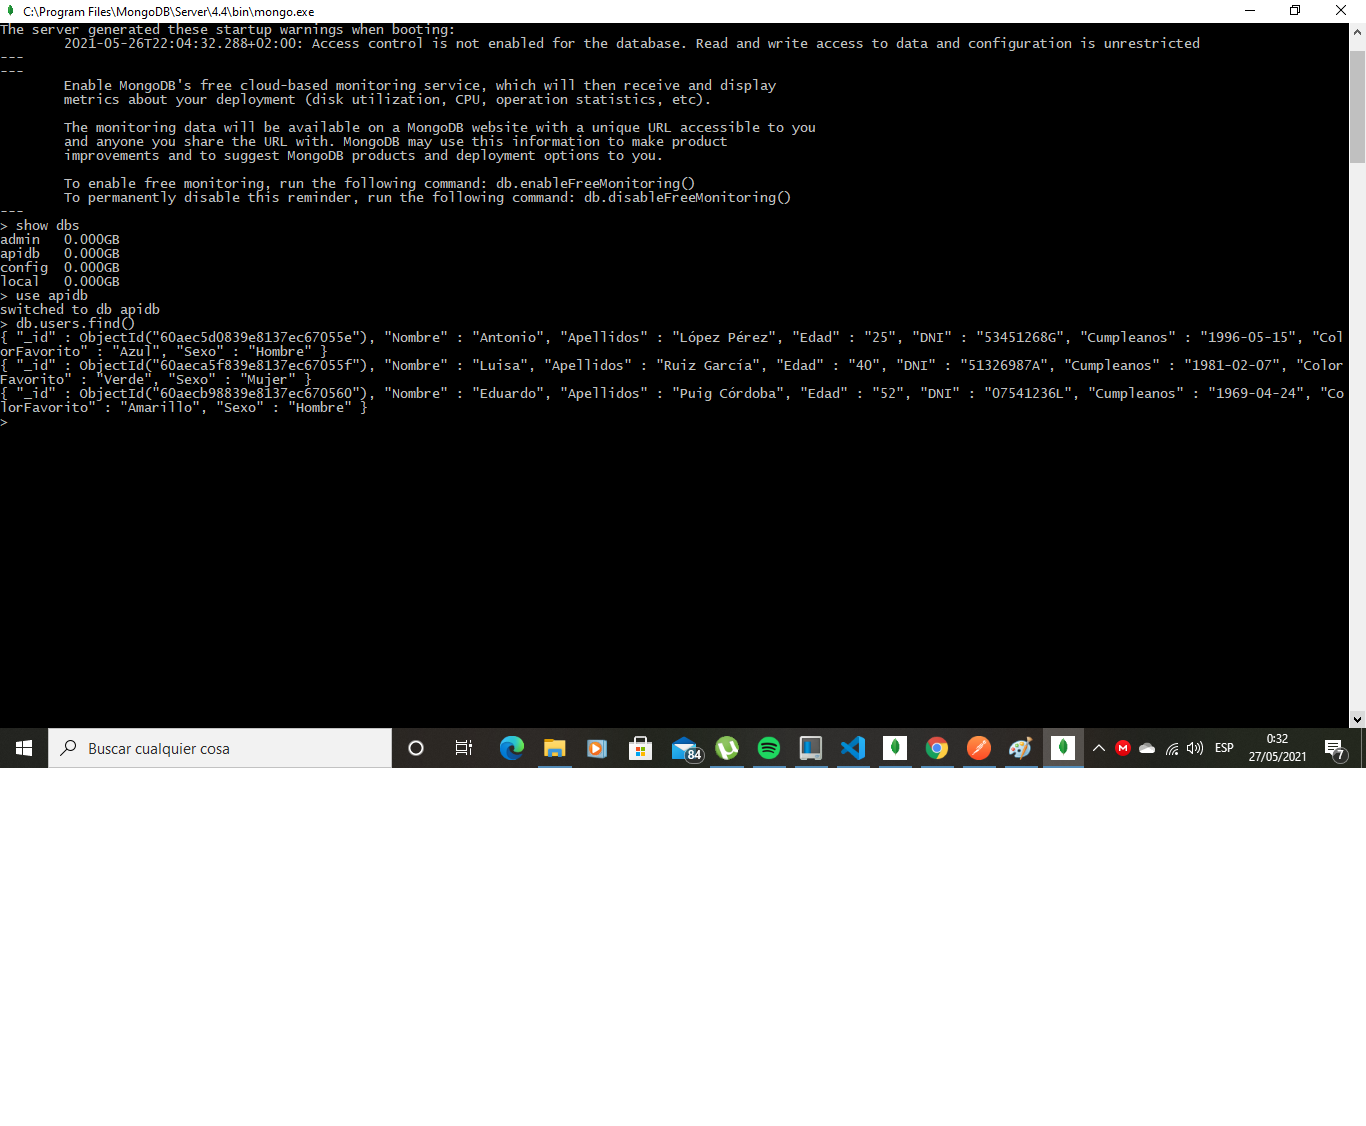 C:\Program Files\MongoDB\Server\4.4\bin\mongo.exe
The server generated these startup warnings when booting:
        2021-05-26T22:04:32.288+02:00: Access control is not enabled for the database. Read and write access to data and configuration is unrestricted
---
---
        Enable MongoDB's free cloud-based monitoring service, which will then receive and display
        metrics about your deployment (disk utilization, CPU, operation statistics, etc).

        The monitoring data will be available on a MongoDB website with a unique URL accessible to you
        and anyone you share the URL with. MongoDB may use this information to make product
        improvements and to suggest MongoDB products and deployment options to you.

        To enable free monitoring, run the following command: db.enableFreeMonitoring()
        To permanently disable this reminder, run the following command: db.disableFreeMonitoring()
---
> show dbs
admin   0.000GB
apidb   0.000GB
config  0.000GB
local   0.000GB
> use apidb
switched to db apidb
> db.users.find()
{ "_id" : ObjectId("60aec5d0839e8137ec67055e"), "Nombre" : "Antonio", "Apellidos" : "López Pérez", "Edad" : "25", "DNI" : "53451268G", "Cumpleanos" : "1996-05-15", "Col
orFavorito" : "Azul", "Sexo" : "Hombre" }
{ "_id" : ObjectId("60aeca5f839e8137ec67055f"), "Nombre" : "Luisa", "Apellidos" : "Ruiz García", "Edad" : "40", "DNI" : "51326987A", "Cumpleanos" : "1981-02-07", "Color
Favorito" : "Verde", "Sexo" : "Mujer" }
{ "_id" : ObjectId("60aecb98839e8137ec670560"), "Nombre" : "Eduardo", "Apellidos" : "Puig Córdoba", "Edad" : "52", "DNI" : "07541236L", "Cumpleanos" : "1969-04-24", "Co
lorFavorito" : "Amarillo", "Sexo" : "Hombre" }
>
Buscar cualquier cosa
84
M
ESP
0:32
27/05/2021
7